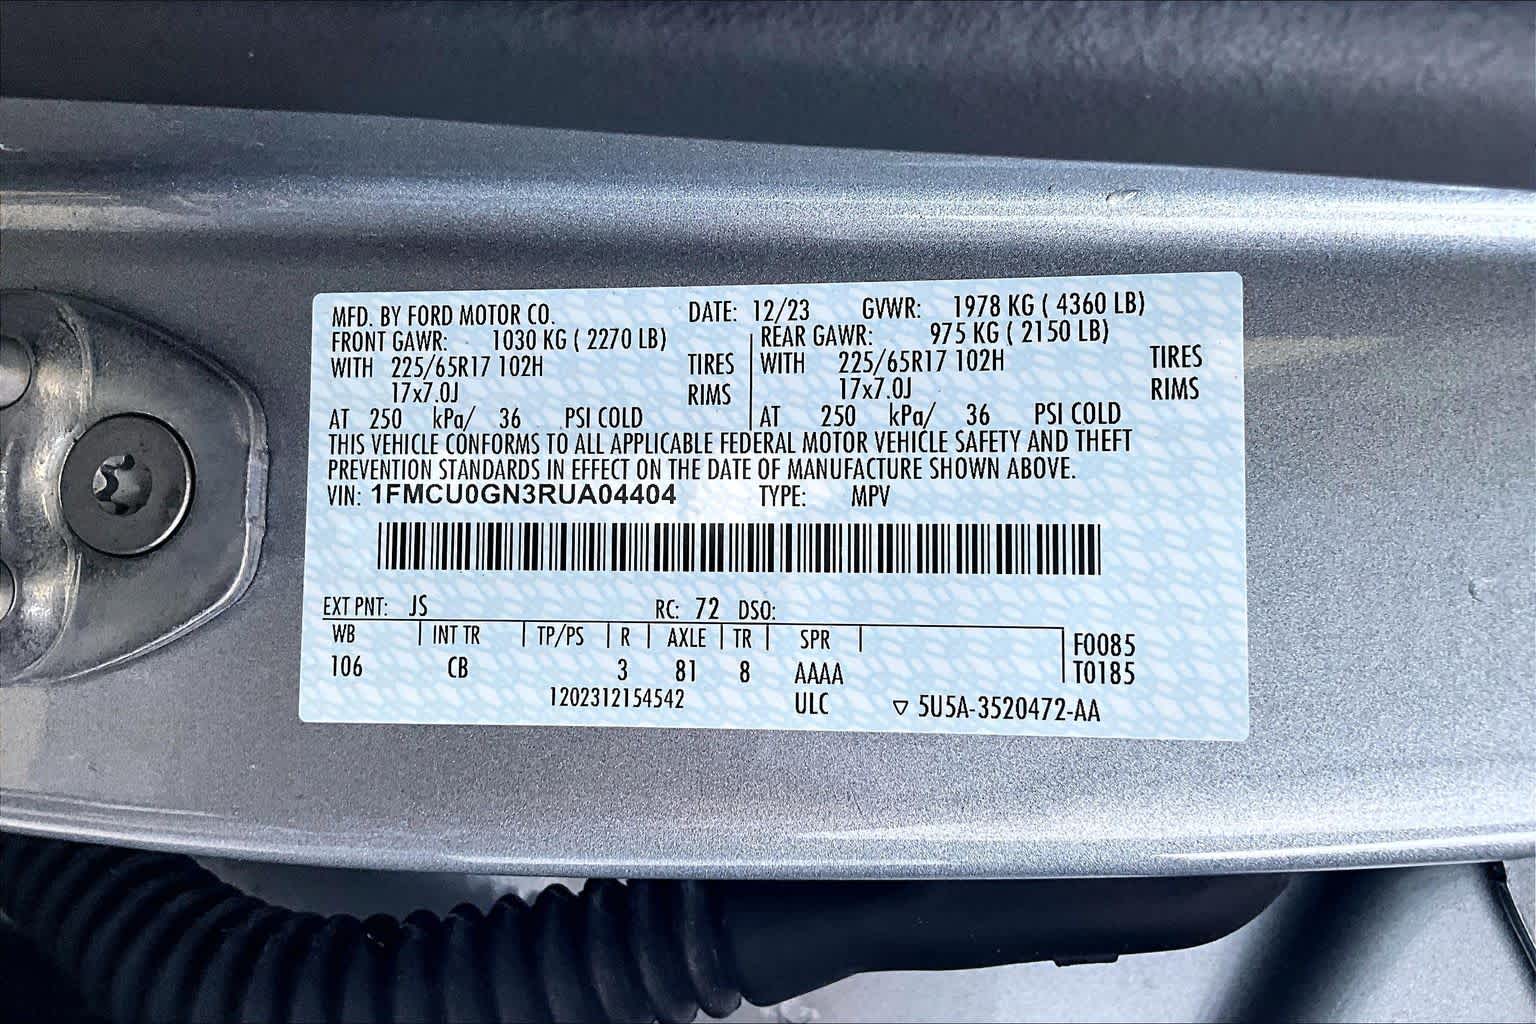 MFD. BY FORD MOTOR CO. DATE: 12/23 GVWR: 1978 KG ( 4360 LB)
FRONT GAWR: 1030 KG ( 2270 LB) REAR GAWR: 975 KG ( 2150 LB)
WITH 225/65R17 102H TIRES WITH 225/65R17 102H TIRES
17x7.0J RIMS 17x7.0J RIMS
AT 250 kPa/ 36 PSI COLD AT 250 kPa/ 36 PSI COLD
THIS VEHICLE CONFORMS TO ALL APPLICABLE FEDERAL MOTOR VEHICLE SAFETY AND THEFT
PREVENTION STANDARDS IN EFFECT ON THE DATE OF MANUFACTURE SHOWN ABOVE.
VIN: 1FMCU0GN3RUA04404 TYPE: MPV
EXT PNT: JS RC: 72 DSO:
WB INT TR TP/PS R AXLE TR SPR F0085
106 CB 3 81 8 AAAA T0185
1202312154542 ULC ▽ 5U5A-3520472-AA